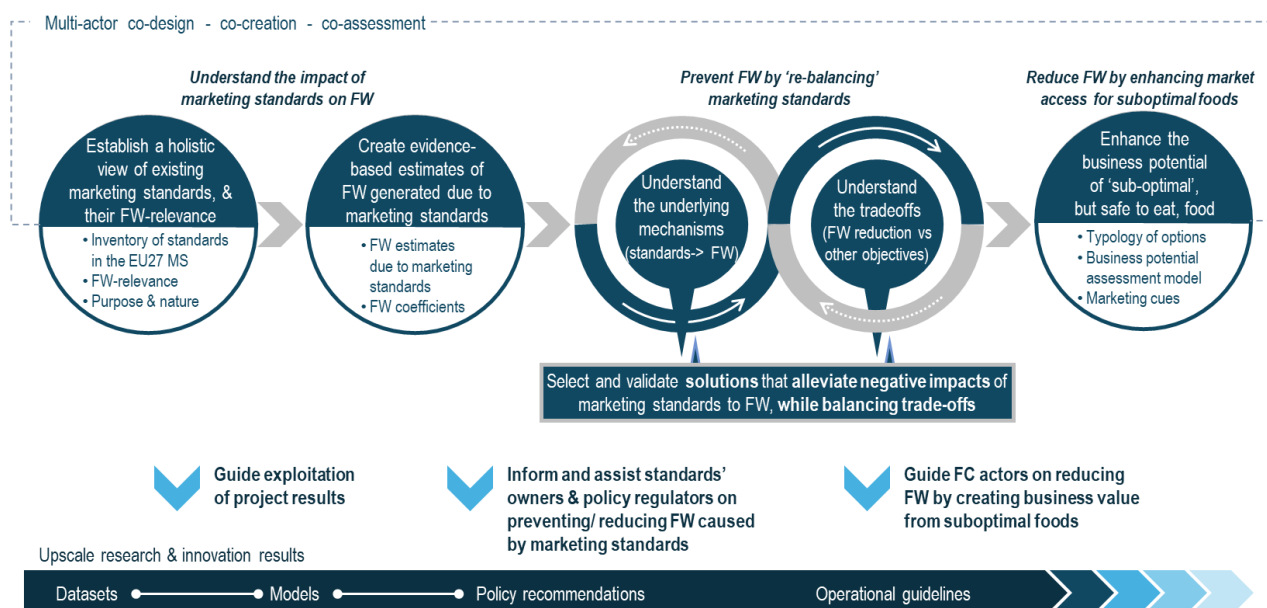 Multi-actor co-design - co-creation - co-assessment
Understand the impact of
marketing standards on FW
Prevent FW by ‘re-balancing’
marketing standards
Reduce FW by enhancing market
access for suboptimal foods
Establish a holistic
view of existing
marketing standards, &
their FW-relevance
• Inventory of standards
in the EU27 MS
• FW-relevance
• Purpose & nature
Create evidence-
based estimates of
FW generated due to
marketing standards
• FW estimates
due to marketing
standards
• FW coefficients
Understand
the underlying
mechanisms
(standards-> FW)
Understand
the tradeoffs
(FW reduction vs
other objectives)
Enhance the
business potential
of ‘sub-optimal’,
but safe to eat, food
• Typology of options
• Business potential
assessment model
• Marketing cues
Select and validate solutions that alleviate negative impacts of
marketing standards to FW, while balancing trade-offs
Guide exploitation
of project results
Inform and assist standards’
owners & policy regulators on
preventing/ reducing FW caused
by marketing standards
Guide FC actors on reducing
FW by creating business value
from suboptimal foods
Upscale research & innovation results
Datasets Models Policy recommendations Operational guidelines